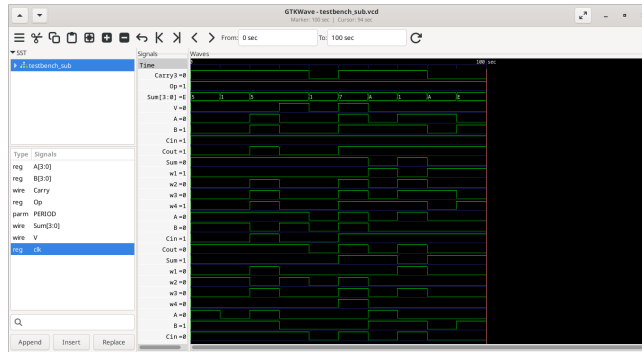 GTKWave - testbench_sub.vcd
Marker: 100 sec | Cursor: 94 sec
From: 0 sec To: 100 sec
SST
testbench_sub
Type Signals
reg A[3:0]
reg B[3:0]
wire Carry
reg Op
parm PERIOD
wire Sum[3:0]
wire V
reg clk
Append Insert Replace
Signals Waves
Time 100 sec
Carry3=0
Op=1
Sum[3:0]=E 5 1 5 1 7 A 1 A E
V=0
A=0
B=1
Cin=1
Cout=1
Sum=0
w1=1
w2=0
w3=0
w4=1
A=0
B=0
Cin=1
Cout=0
Sum=1
w1=0
w2=0
w3=0
w4=0
A=0
B=1
Cin=0